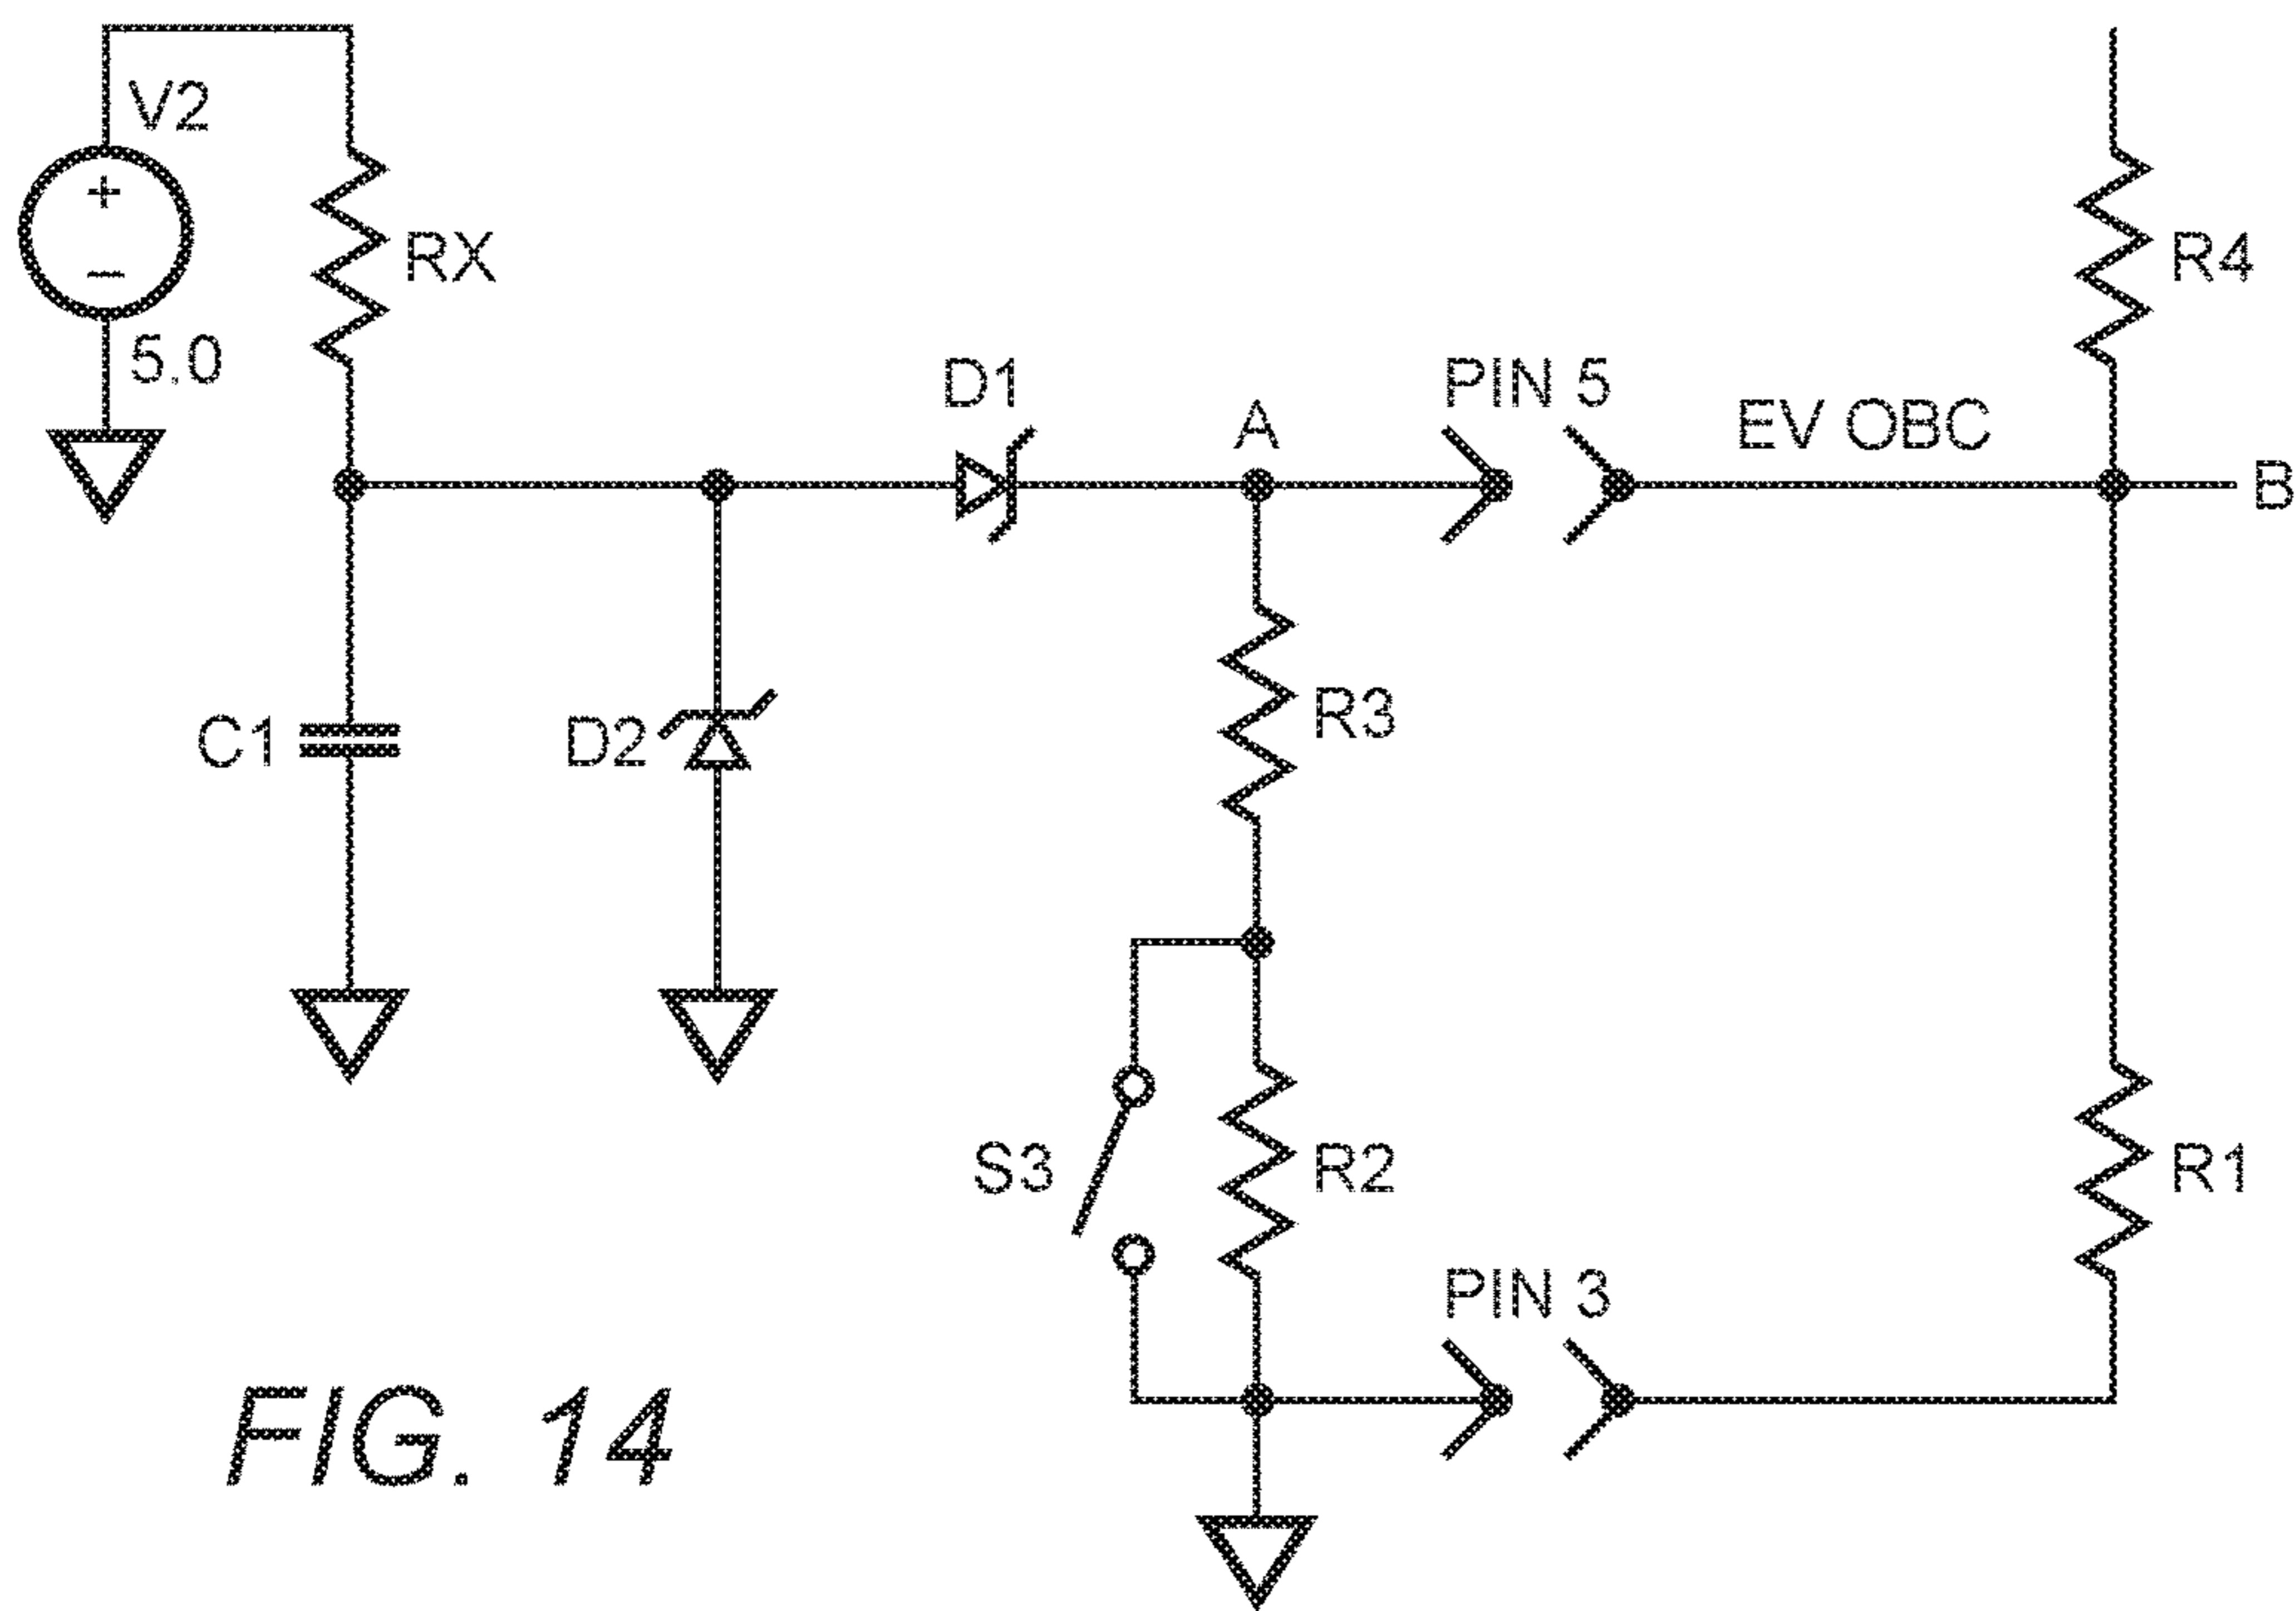 V2
+
−
5.0
RX
R4
D1
A
PIN 5
EV OBC
B
C1
D2
R3
S3
R2
R1
PIN 3
FIG. 14